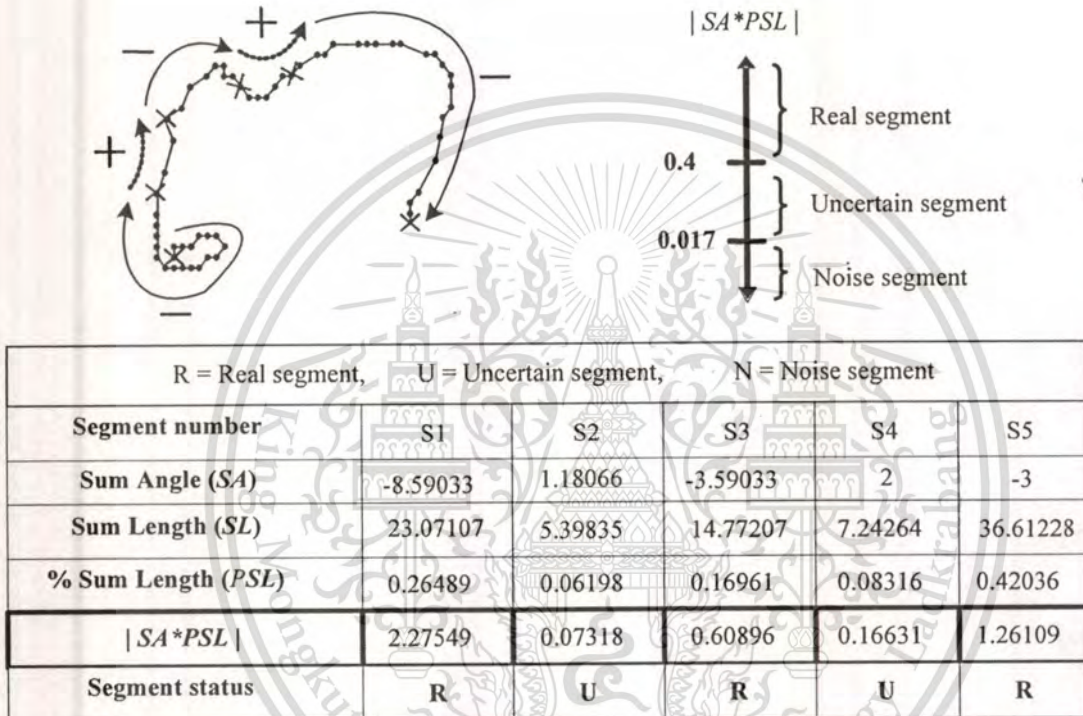 +
−
| SA*PSL |
−
+
Real segment
0.4
Uncertain segment
0.017
Noise segment
−
R = Real segment, U = Uncertain segment, N = Noise segment
Segment number S1 S2 S3 S4 S5
Sum Angle (SA) -8.59033 1.18066 -3.59033 2 -3
Sum Length (SL) 23.07107 5.39835 14.77207 7.24264 36.61228
% Sum Length (PSL) 0.26489 0.06198 0.16961 0.08316 0.42036
| SA*PSL | 2.27549 0.07318 0.60896 0.16631 1.26109
Segment status R U R U R
King Mongkut
Ladkrabang